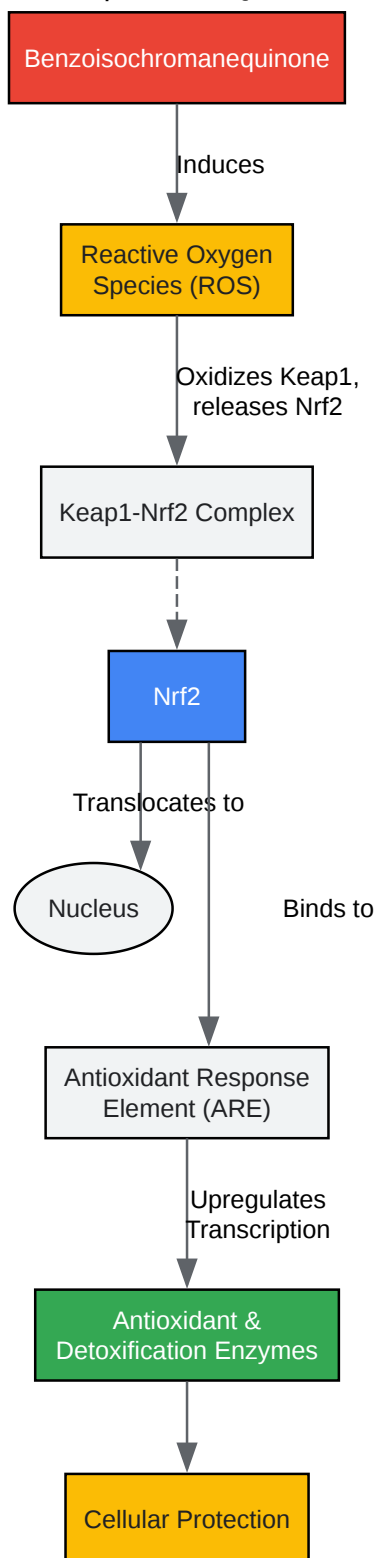 Benzoisochromanequinone
Induces
Reactive Oxygen
Species (ROS)
Oxidizes Keap1,
releases Nrf2
Keap1-Nrf2 Complex
Nrf2
Translocates to
Nucleus
Binds to
Antioxidant Response
Element (ARE)
Upregulates
Transcription
Antioxidant &
Detoxification Enzymes
Cellular Protection